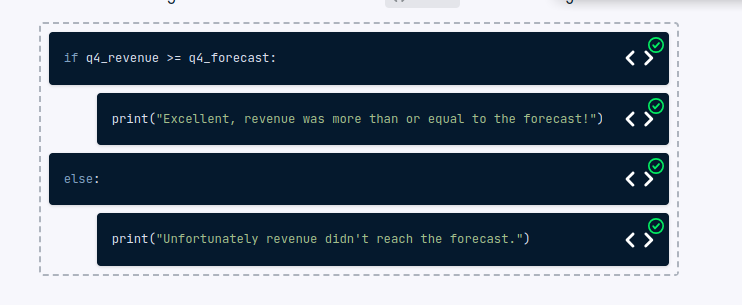 if q4_revenue >= q4_forecast:
print("Excellent, revenue was more than or equal to the forecast!")
else:
print("Unfortunately revenue didn't reach the forecast.")